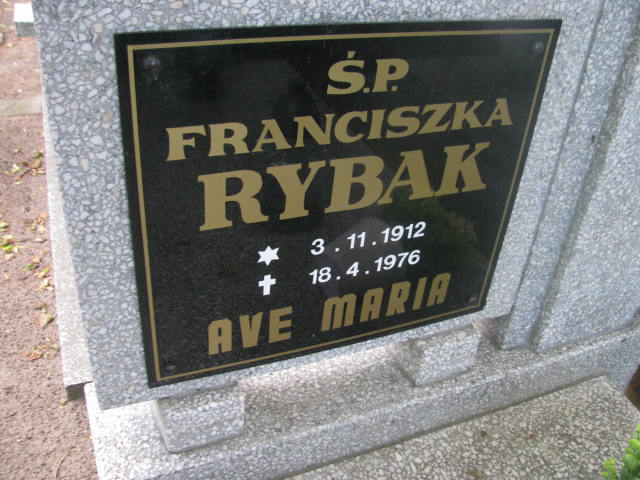 Ś.P.
FRANCISZKA
RYBAK
✶ 3.11.1912
✝ 18.4.1976
AVE MARIA